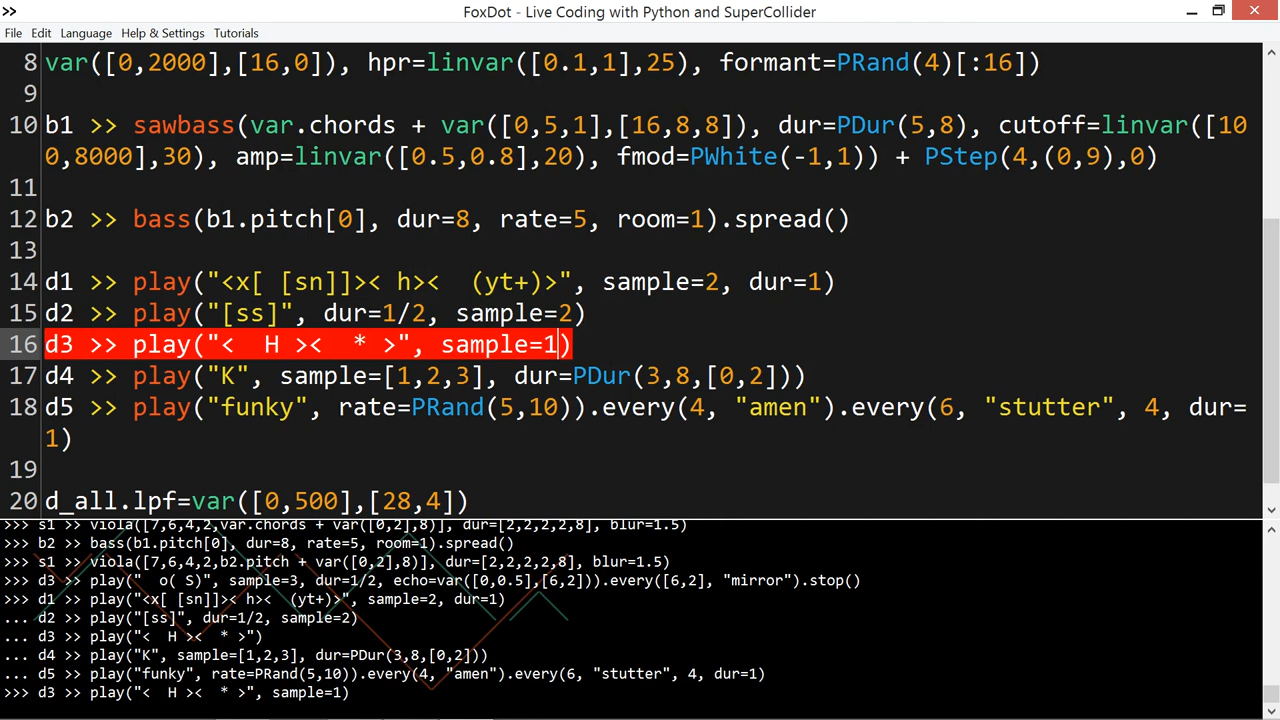 FoxDot - Live Coding with Python and SuperCollider
File Edit Language Help & Settings Tutorials
8 var([0,2000],[16,0]), hpr=linvar([0.1,1],25), formant=PRand(4)[:16])
9
10 b1 >> sawbass(var.chords + var([0,5,1],[16,8,8]), dur=PDur(5,8), cutoff=linvar([10
0,8000],30), amp=linvar([0.5,0.8],20), fmod=PWhite(-1,1)) + PStep(4,(0,9),0)
11
12 b2 >> bass(b1.pitch[0], dur=8, rate=5, room=1).spread()
13
14 d1 >> play("<x[ [sn]]>< h><  (yt+)>", sample=2, dur=1)
15 d2 >> play("[ss]", dur=1/2, sample=2)
16 d3 >> play("<  H ><  * >", sample=1)
17 d4 >> play("K", sample=[1,2,3], dur=PDur(3,8,[0,2]))
18 d5 >> play("funky", rate=PRand(5,10)).every(4, "amen").every(6, "stutter", 4, dur=
1)
19
20 d_all.lpf=var([0,500],[28,4])
>>> s1 >> viola([7,6,4,2,var.chords + var([0,2],8)], dur=[2,2,2,2,8], blur=1.5)
>>> b2 >> bass(b1.pitch[0], dur=8, rate=5, room=1).spread()
>>> s1 >> viola([7,6,4,2,b2.pitch + var([0,2],8)], dur=[2,2,2,2,8], blur=1.5)
>>> d3 >> play("  o( S)", sample=3, dur=1/2, echo=var([0,0.5],[6,2])).every([6,2], "mirror").stop()
>>> d1 >> play("<x[ [sn]]>< h><  (yt+)>", sample=2, dur=1)
... d2 >> play("[ss]", dur=1/2, sample=2)
... d3 >> play("<  H ><  * >")
... d4 >> play("K", sample=[1,2,3], dur=PDur(3,8,[0,2]))
... d5 >> play("funky", rate=PRand(5,10)).every(4, "amen").every(6, "stutter", 4, dur=1)
>>> d3 >> play("<  H ><  * >", sample=1)